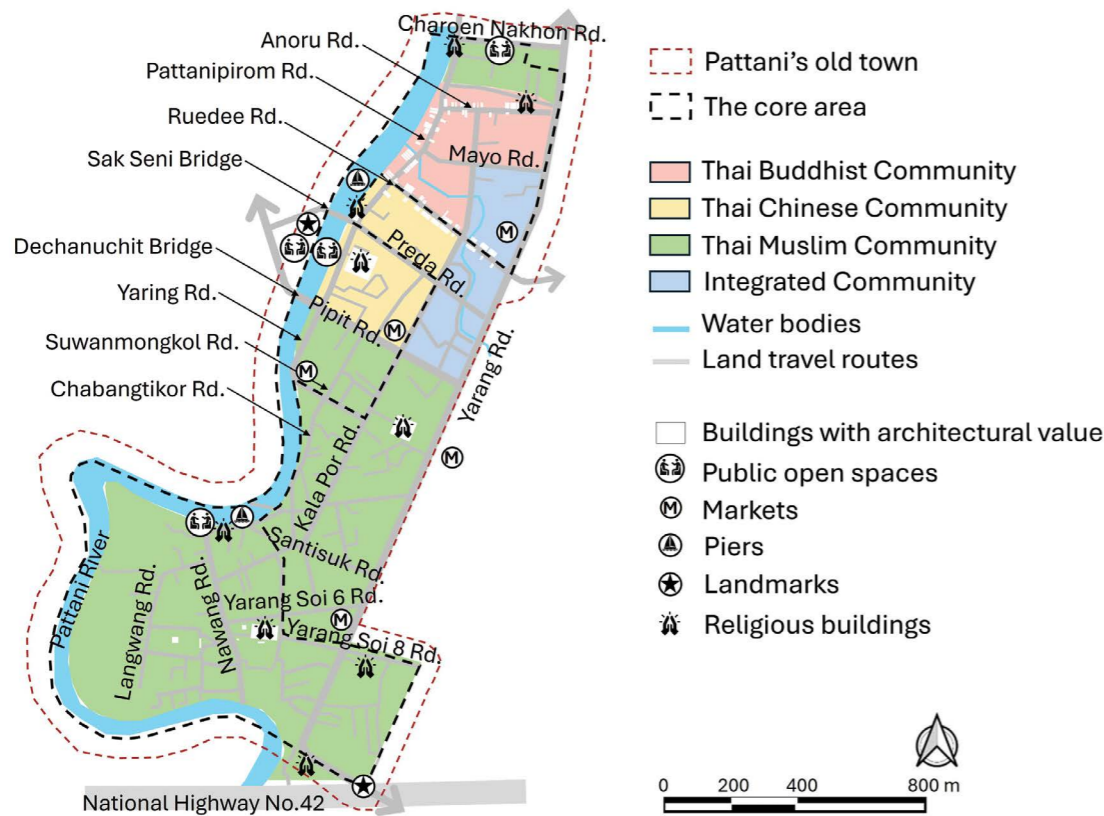 Charoen Nakhon Rd.
Anoru Rd.
Pattanipirom Rd.
Ruedee Rd.
Sak Seni Bridge
Dechanuchit Bridge
Yaring Rd.
Suwanmongkol Rd.
Chabangtikor Rd.
Mayo Rd.
Preda Rd.
Pipit Rd.
Yarang Rd.
Kala Por Rd.
Santisuk Rd.
Pattani River
Langwang Rd.
Nawang Rd.
Yarang Soi 6 Rd.
Yarang Soi 8 Rd.
National Highway No.42
M
M
M
M
M
Pattani's old town
The core area
Thai Buddhist Community
Thai Chinese Community
Thai Muslim Community
Integrated Community
Water bodies
Land travel routes
Buildings with architectural value
Public open spaces
M Markets
Piers
Landmarks
Religious buildings
0 200 400 800 m